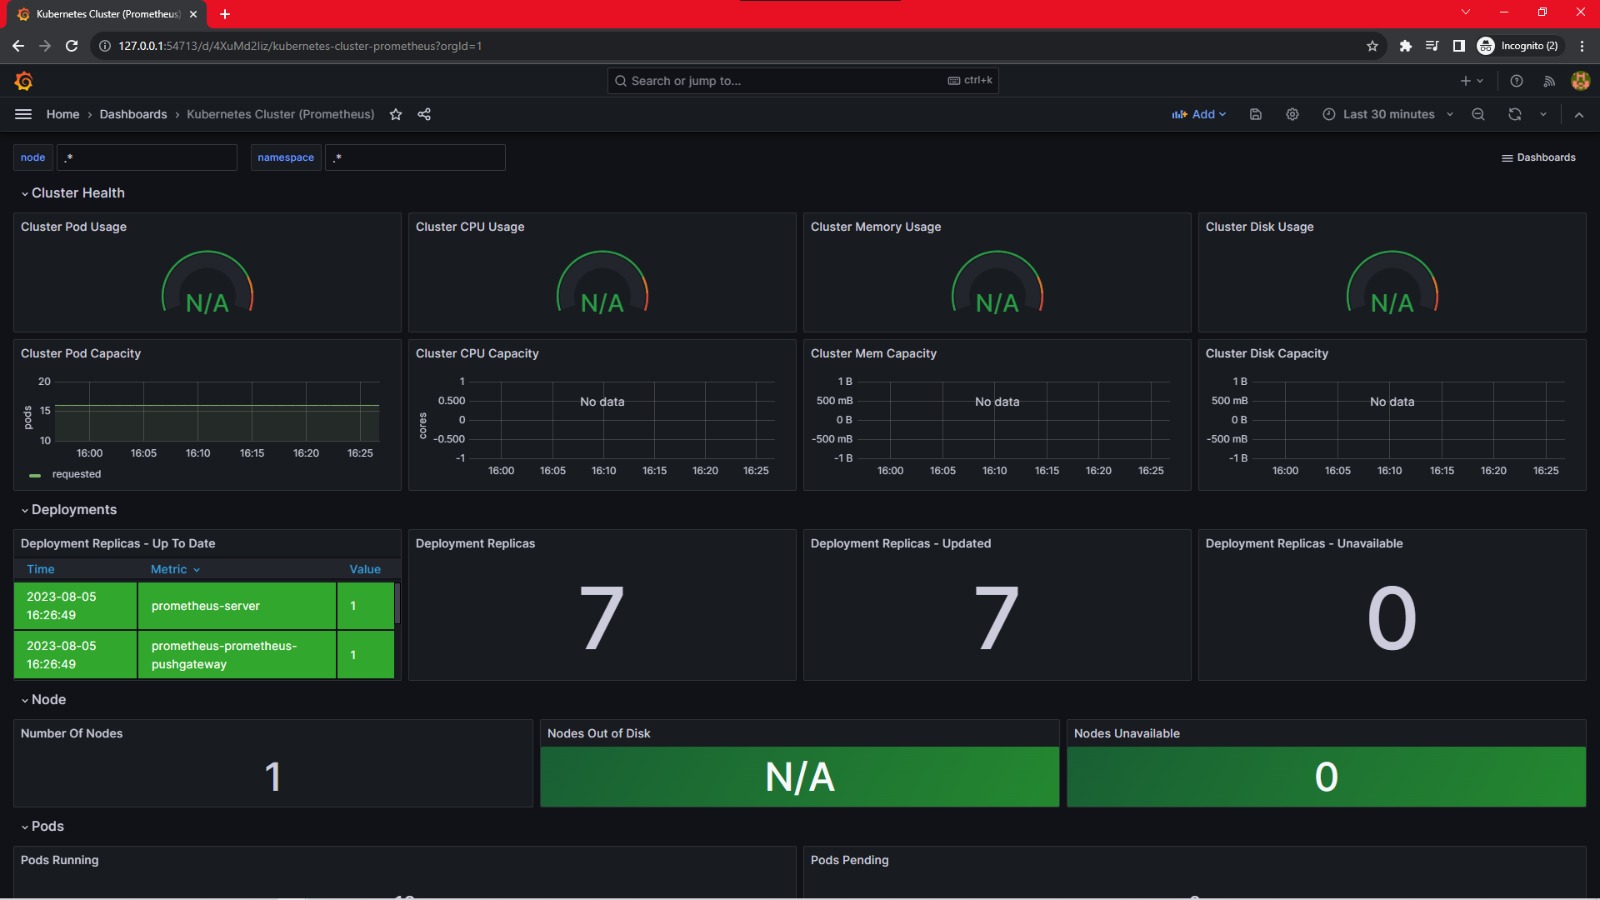 Kubernetes Cluster (Prometheus)
127.0.0.1:54713/d/4XuMd2Iiz/kubernetes-cluster-prometheus?orgId=1
Incognito (2)
Search or jump to...
ctrl+k
Home › Dashboards › Kubernetes Cluster (Prometheus)
Add
Last 30 minutes
node
.*
namespace
.*
Dashboards
Cluster Health
Cluster Pod Usage
N/A
Cluster CPU Usage
N/A
Cluster Memory Usage
N/A
Cluster Disk Usage
N/A
Cluster Pod Capacity
pods
20
15
10
16:00 16:05 16:10 16:15 16:20 16:25
requested
Cluster CPU Capacity
cores
1
0.500
0
-0.500
-1
No data
16:00 16:05 16:10 16:15 16:20 16:25
Cluster Mem Capacity
1 B
500 mB
0 B
-500 mB
-1 B
No data
16:00 16:05 16:10 16:15 16:20 16:25
Cluster Disk Capacity
1 B
500 mB
0 B
-500 mB
-1 B
No data
16:00 16:05 16:10 16:15 16:20 16:25
Deployments
Deployment Replicas - Up To Date
Time Metric Value
2023-08-05
16:26:49
prometheus-server
1
2023-08-05
16:26:49
prometheus-prometheus-
pushgateway
1
Deployment Replicas
7
Deployment Replicas - Updated
7
Deployment Replicas - Unavailable
0
Node
Number Of Nodes
1
Nodes Out of Disk
N/A
Nodes Unavailable
0
Pods
Pods Running
Pods Pending